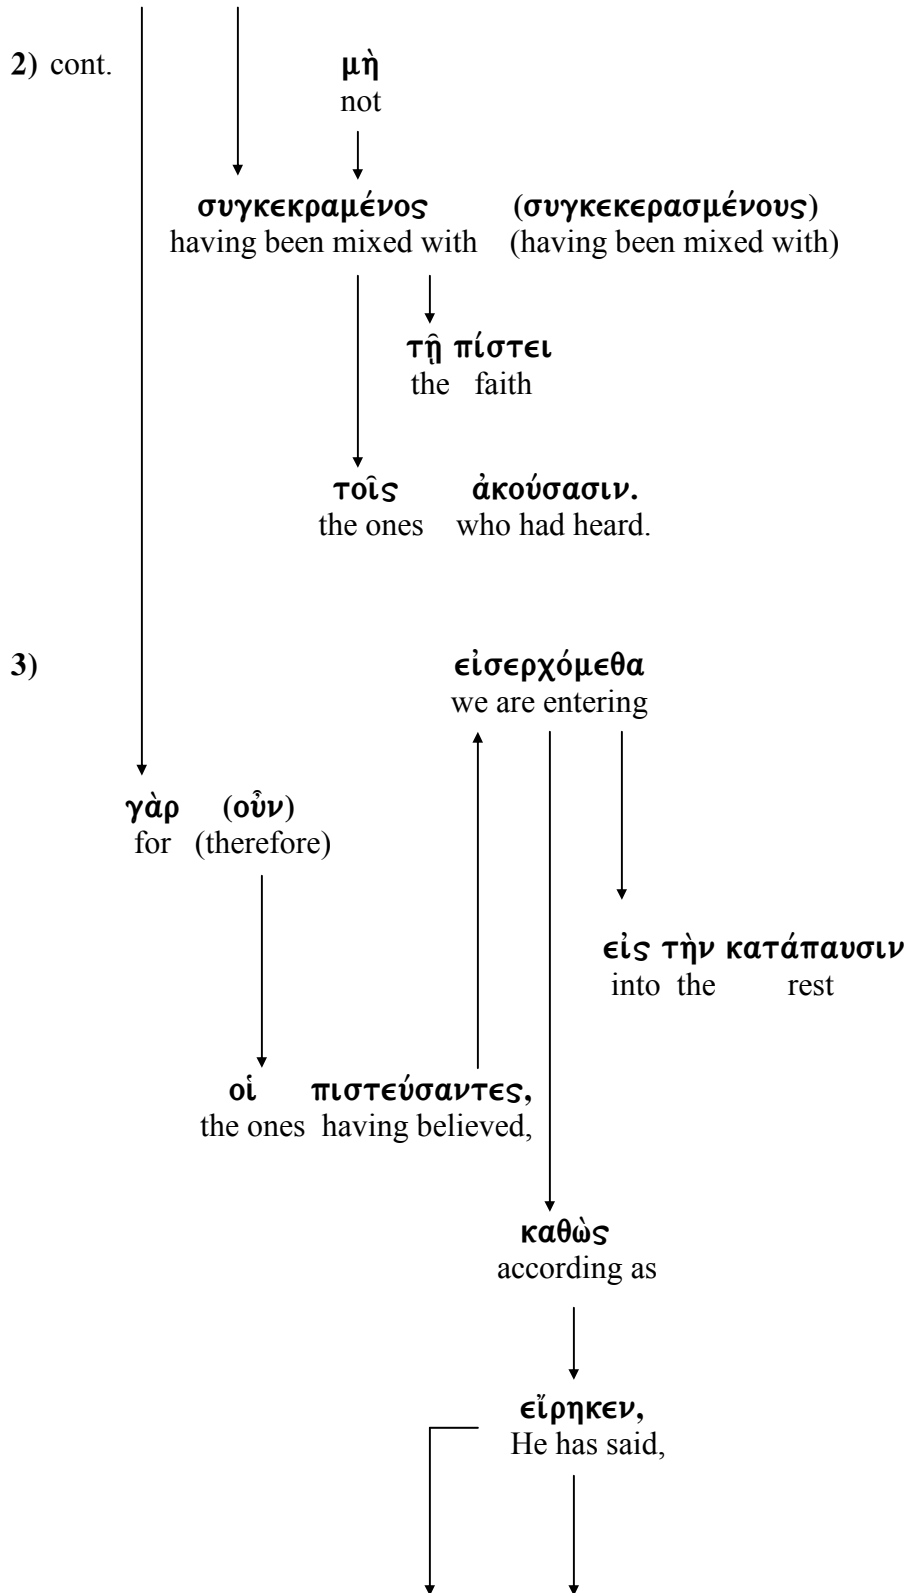 2) cont. μὴ
not
συγκεκραμένος (συγκεκερασμένους)
having been mixed with (having been mixed with)
τῇ πίστει
the faith
τοῖς ἀκούσασιν.
the ones who had heard.
3) εἰσερχόμεθα
we are entering
γὰρ (οὖν)
for (therefore)
εἰς τὴν κατάπαυσιν
into the rest
οἱ πιστεύσαντες,
the ones having believed,
καθὼς
according as
εἴρηκεν,
He has said,